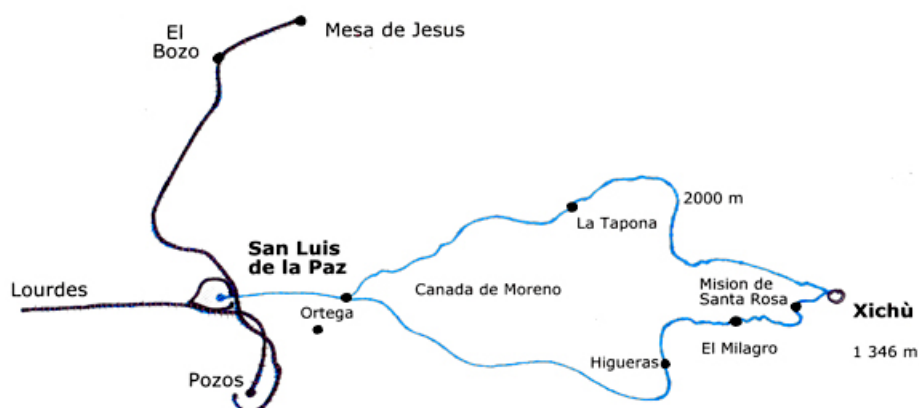 Mesa de Jesus
El
Bozo
2000 m
La Tapona
San Luis
de la Paz
Lourdes
Canada de Moreno
Mision de
Santa Rosa
Ortega
Xichù
El Milagro
1 346 m
Higueras
Pozos